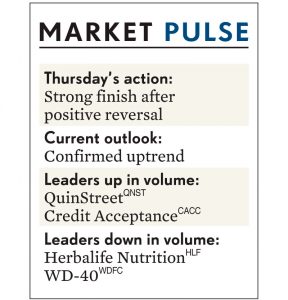 MARKET PULSE
Thursday's action:
Strong finish after
positive reversal
Current outlook:
Confirmed uptrend
Leaders up in volume:
QuinStreet QNST
Credit Acceptance CACC
Leaders down in volume:
Herbalife Nutrition HLF
WD-40 WDFC